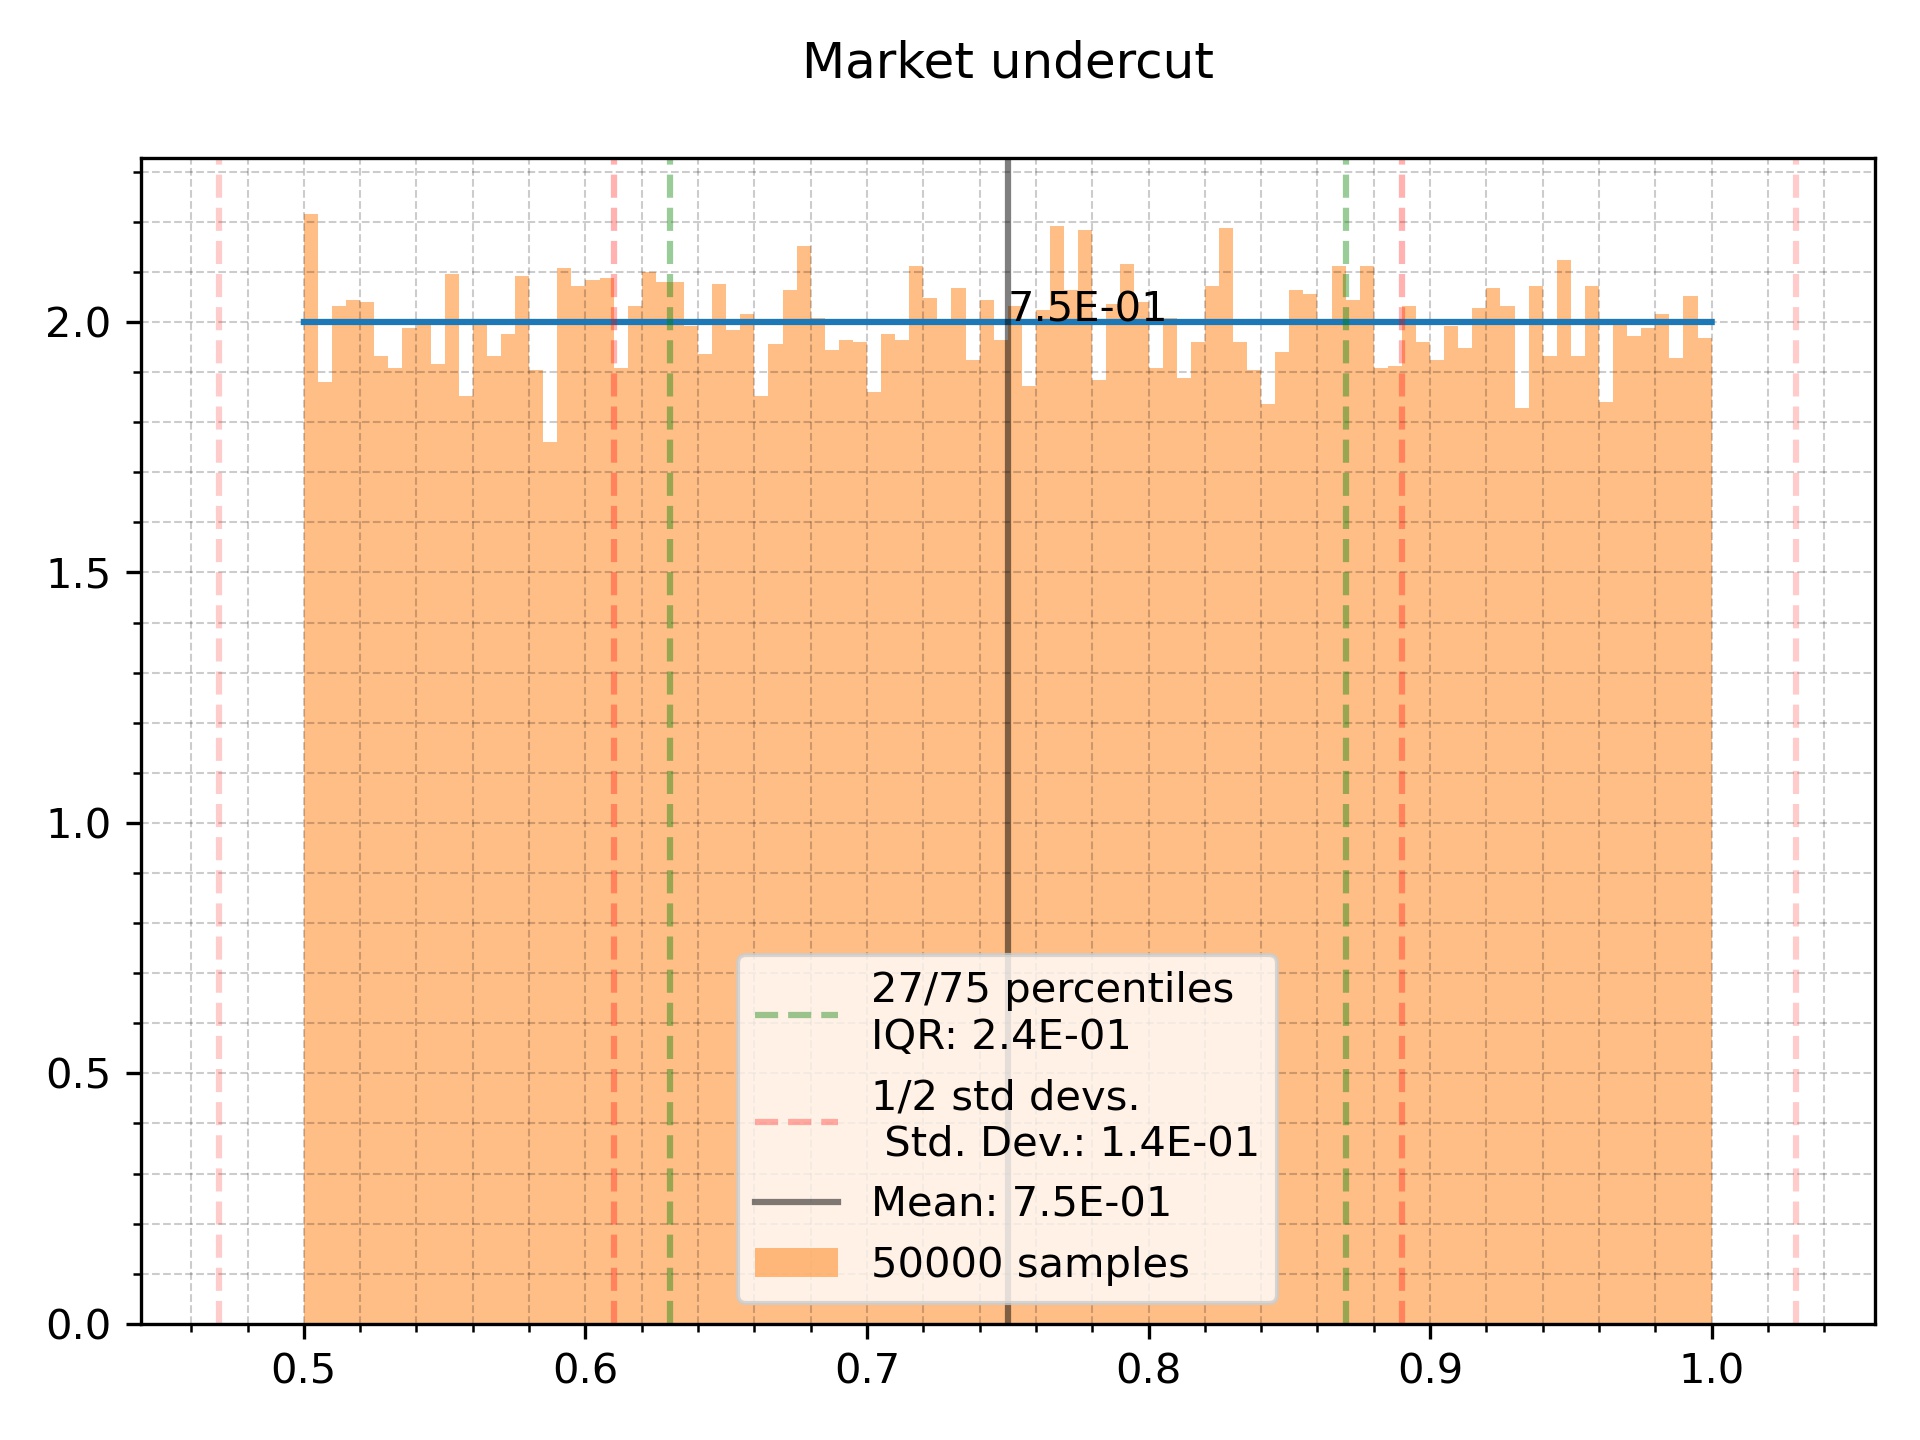 Market undercut
7.5E-01
2.0
1.5
1.0
0.5
0.0
27/75 percentiles
IQR: 2.4E-01
1/2 std devs.
Std. Dev.: 1.4E-01
Mean: 7.5E-01
50000 samples
0.5 0.6 0.7 0.8 0.9 1.0